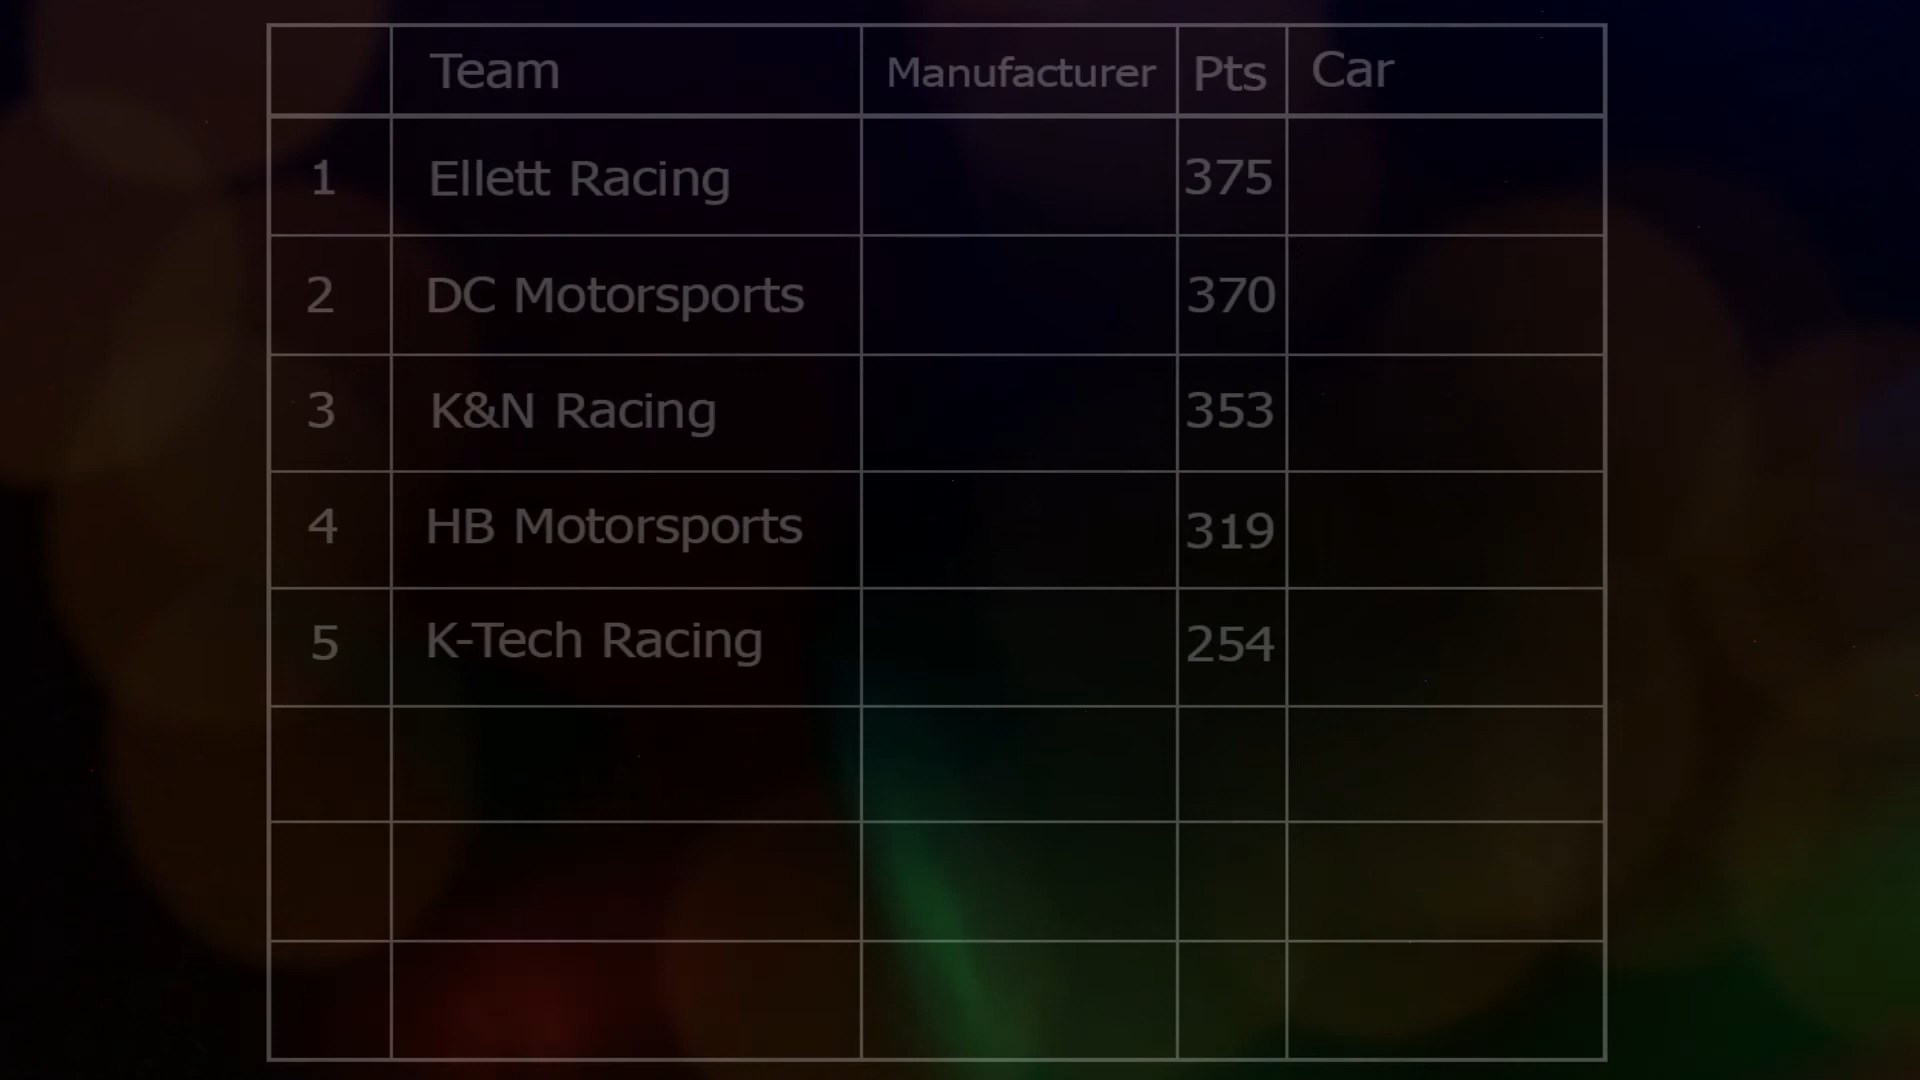 Team Manufacturer Pts Car
1 Ellett Racing 375
2 DC Motorsports 370
3 K&N Racing 353
4 HB Motorsports 319
5 K-Tech Racing 254